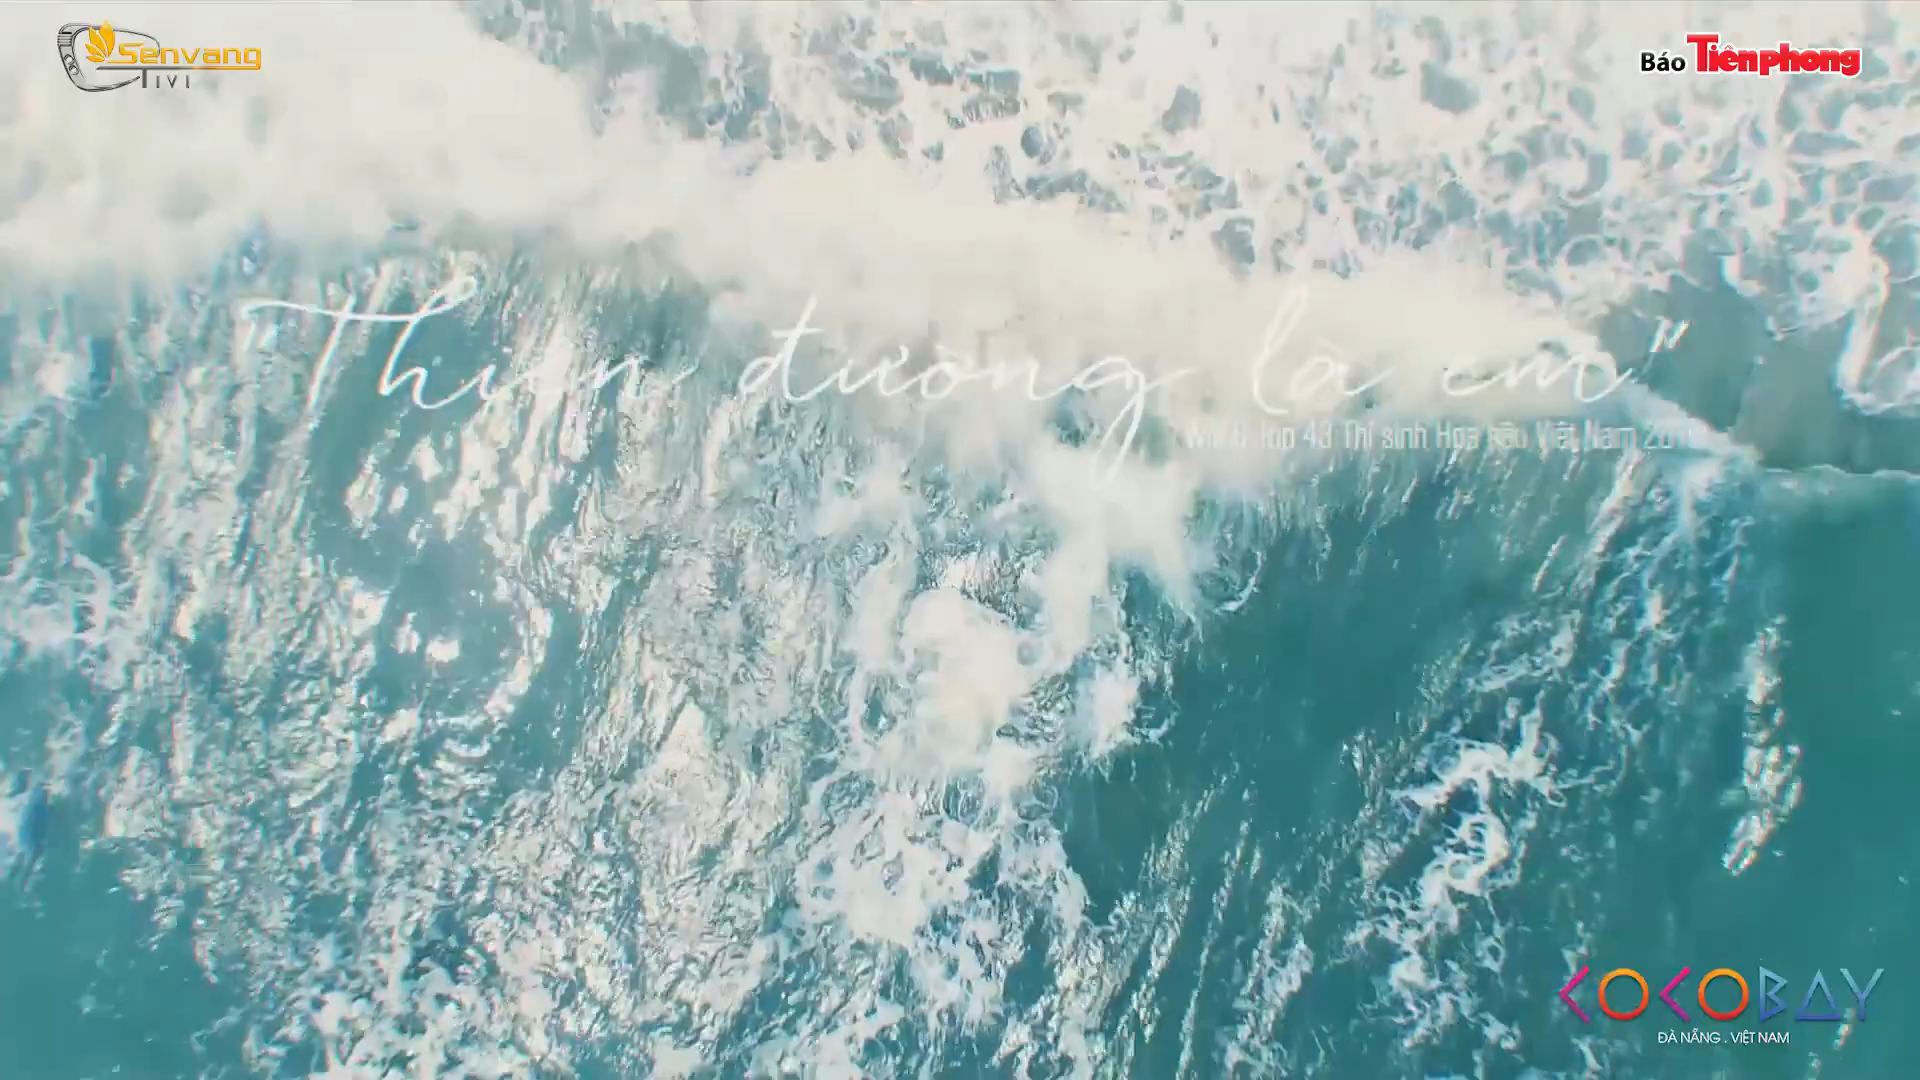 Senvang
TIVI
Báo Tiền phong
"Thiên đường là em"
Top 43 Thí sinh Hoa hậu Việt Nam
COCOBAY
ĐÀ NẴNG . VIỆT NAM